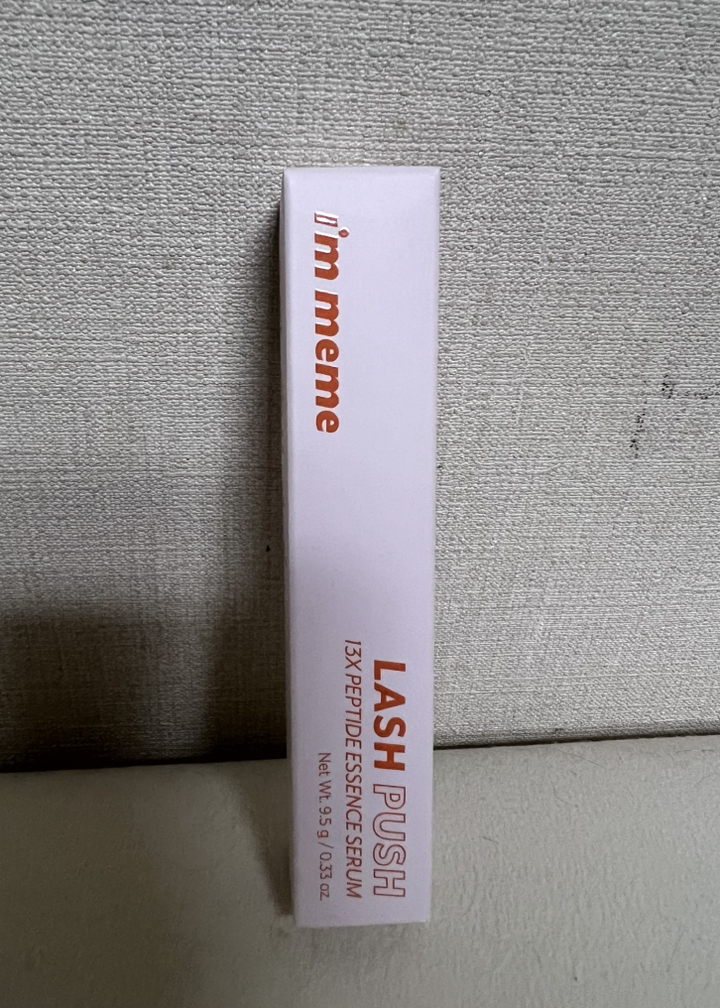 I'm meme
LASH PUSH
13X PEPTIDE ESSENCE SERUM
Net Wt. 9.5 g / 0.33 oz.